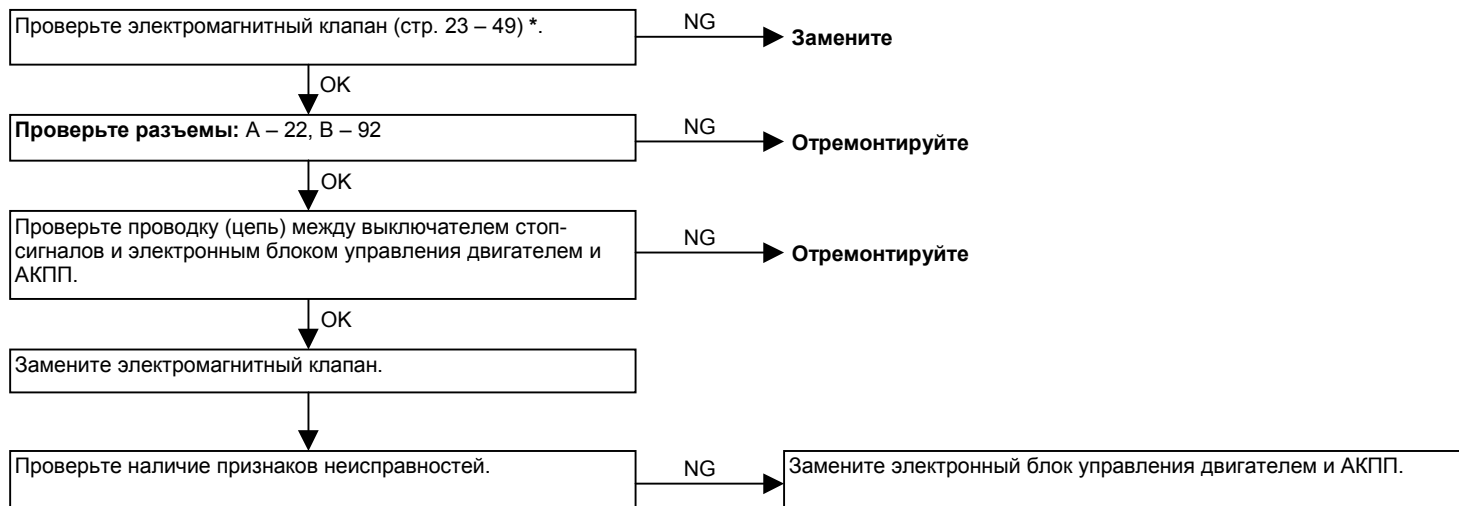 Проверьте электромагнитный клапан (стр. 23 – 49) *.
NG
Замените
OK
Проверьте разъемы: A – 22, B – 92
NG
Отремонтируйте
OK
Проверьте проводку (цепь) между выключателем стоп-
сигналов и электронным блоком управления двигателем и
АКПП.
NG
Отремонтируйте
OK
Замените электромагнитный клапан.
Проверьте наличие признаков неисправностей.
NG
Замените электронный блок управления двигателем и АКПП.